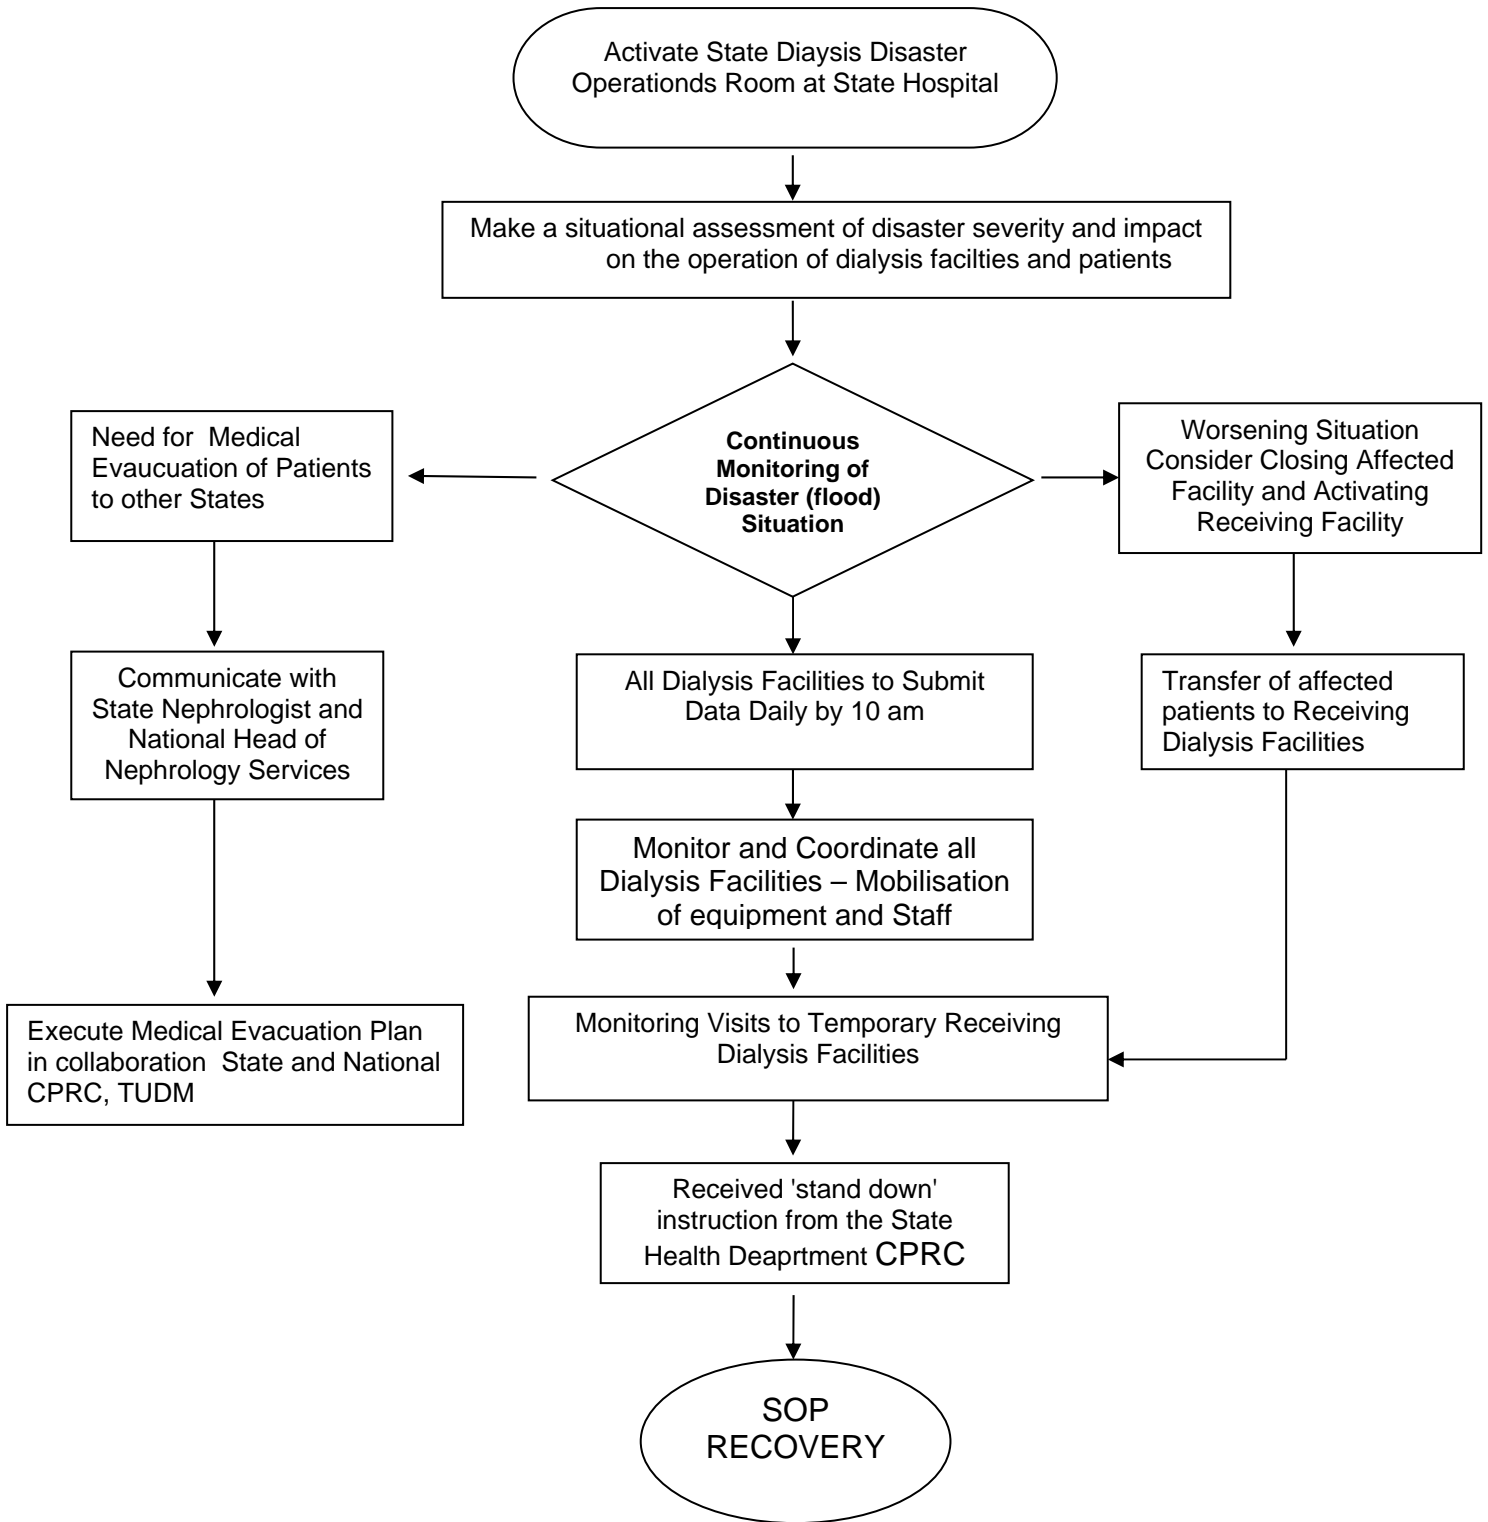 Activate State Diaysis Disaster
Operationds Room at State Hospital
Make a situational assessment of disaster severity and impact
on the operation of dialysis facilties and patients
Continuous
Monitoring of
Disaster (flood)
Situation
Need for Medical
Evaucuation of Patients
to other States
Worsening Situation
Consider Closing Affected
Facility and Activating
Receiving Facility
Communicate with
State Nephrologist and
National Head of
Nephrology Services
All Dialysis Facilities to Submit
Data Daily by 10 am
Transfer of affected
patients to Receiving
Dialysis Facilities
Monitor and Coordinate all
Dialysis Facilities – Mobilisation
of equipment and Staff
Execute Medical Evacuation Plan
in collaboration State and National
CPRC, TUDM
Monitoring Visits to Temporary Receiving
Dialysis Facilities
Received 'stand down'
instruction from the State
Health Deaprtment CPRC
SOP
RECOVERY